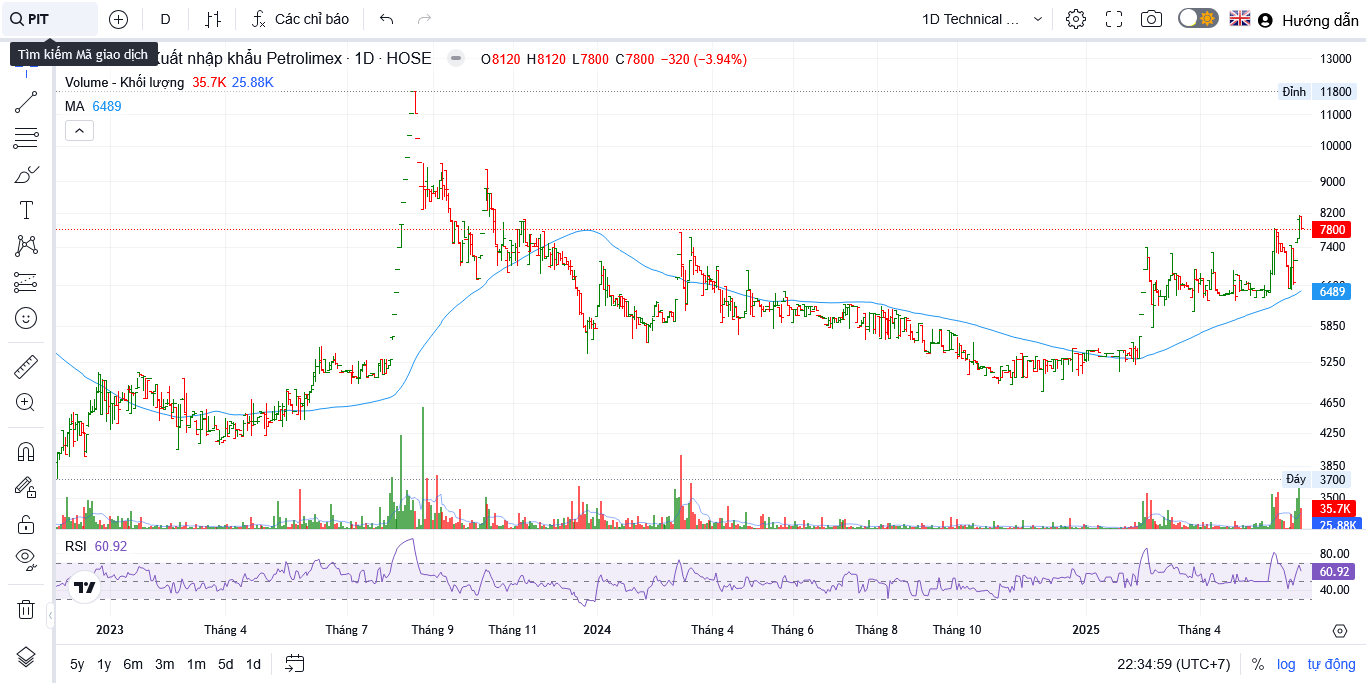 PIT
D
Các chỉ báo
1D Technical ...
Hướng dẫn
Tìm kiếm Mã giao dịch
Xuất nhập khẩu Petrolimex · 1D · HOSE
O8120 H8120 L7800 C7800 −320 (−3.94%)
Volume - Khối lượng 35.7K 25.88K
MA 6489
13000
Đỉnh 11800
11000
10000
9000
8200
7800
7400
6489
5850
5250
4650
4250
3850
Đáy 3700
3500
35.7K
25.88K
RSI 60.92
80.00
60.92
40.00
2023 Tháng 4 Tháng 7 Tháng 9 Tháng 11 2024 Tháng 4 Tháng 6 Tháng 8 Tháng 10 2025 Tháng 4
5y 1y 6m 3m 1m 5d 1d
22:34:59 (UTC+7) % log tự động